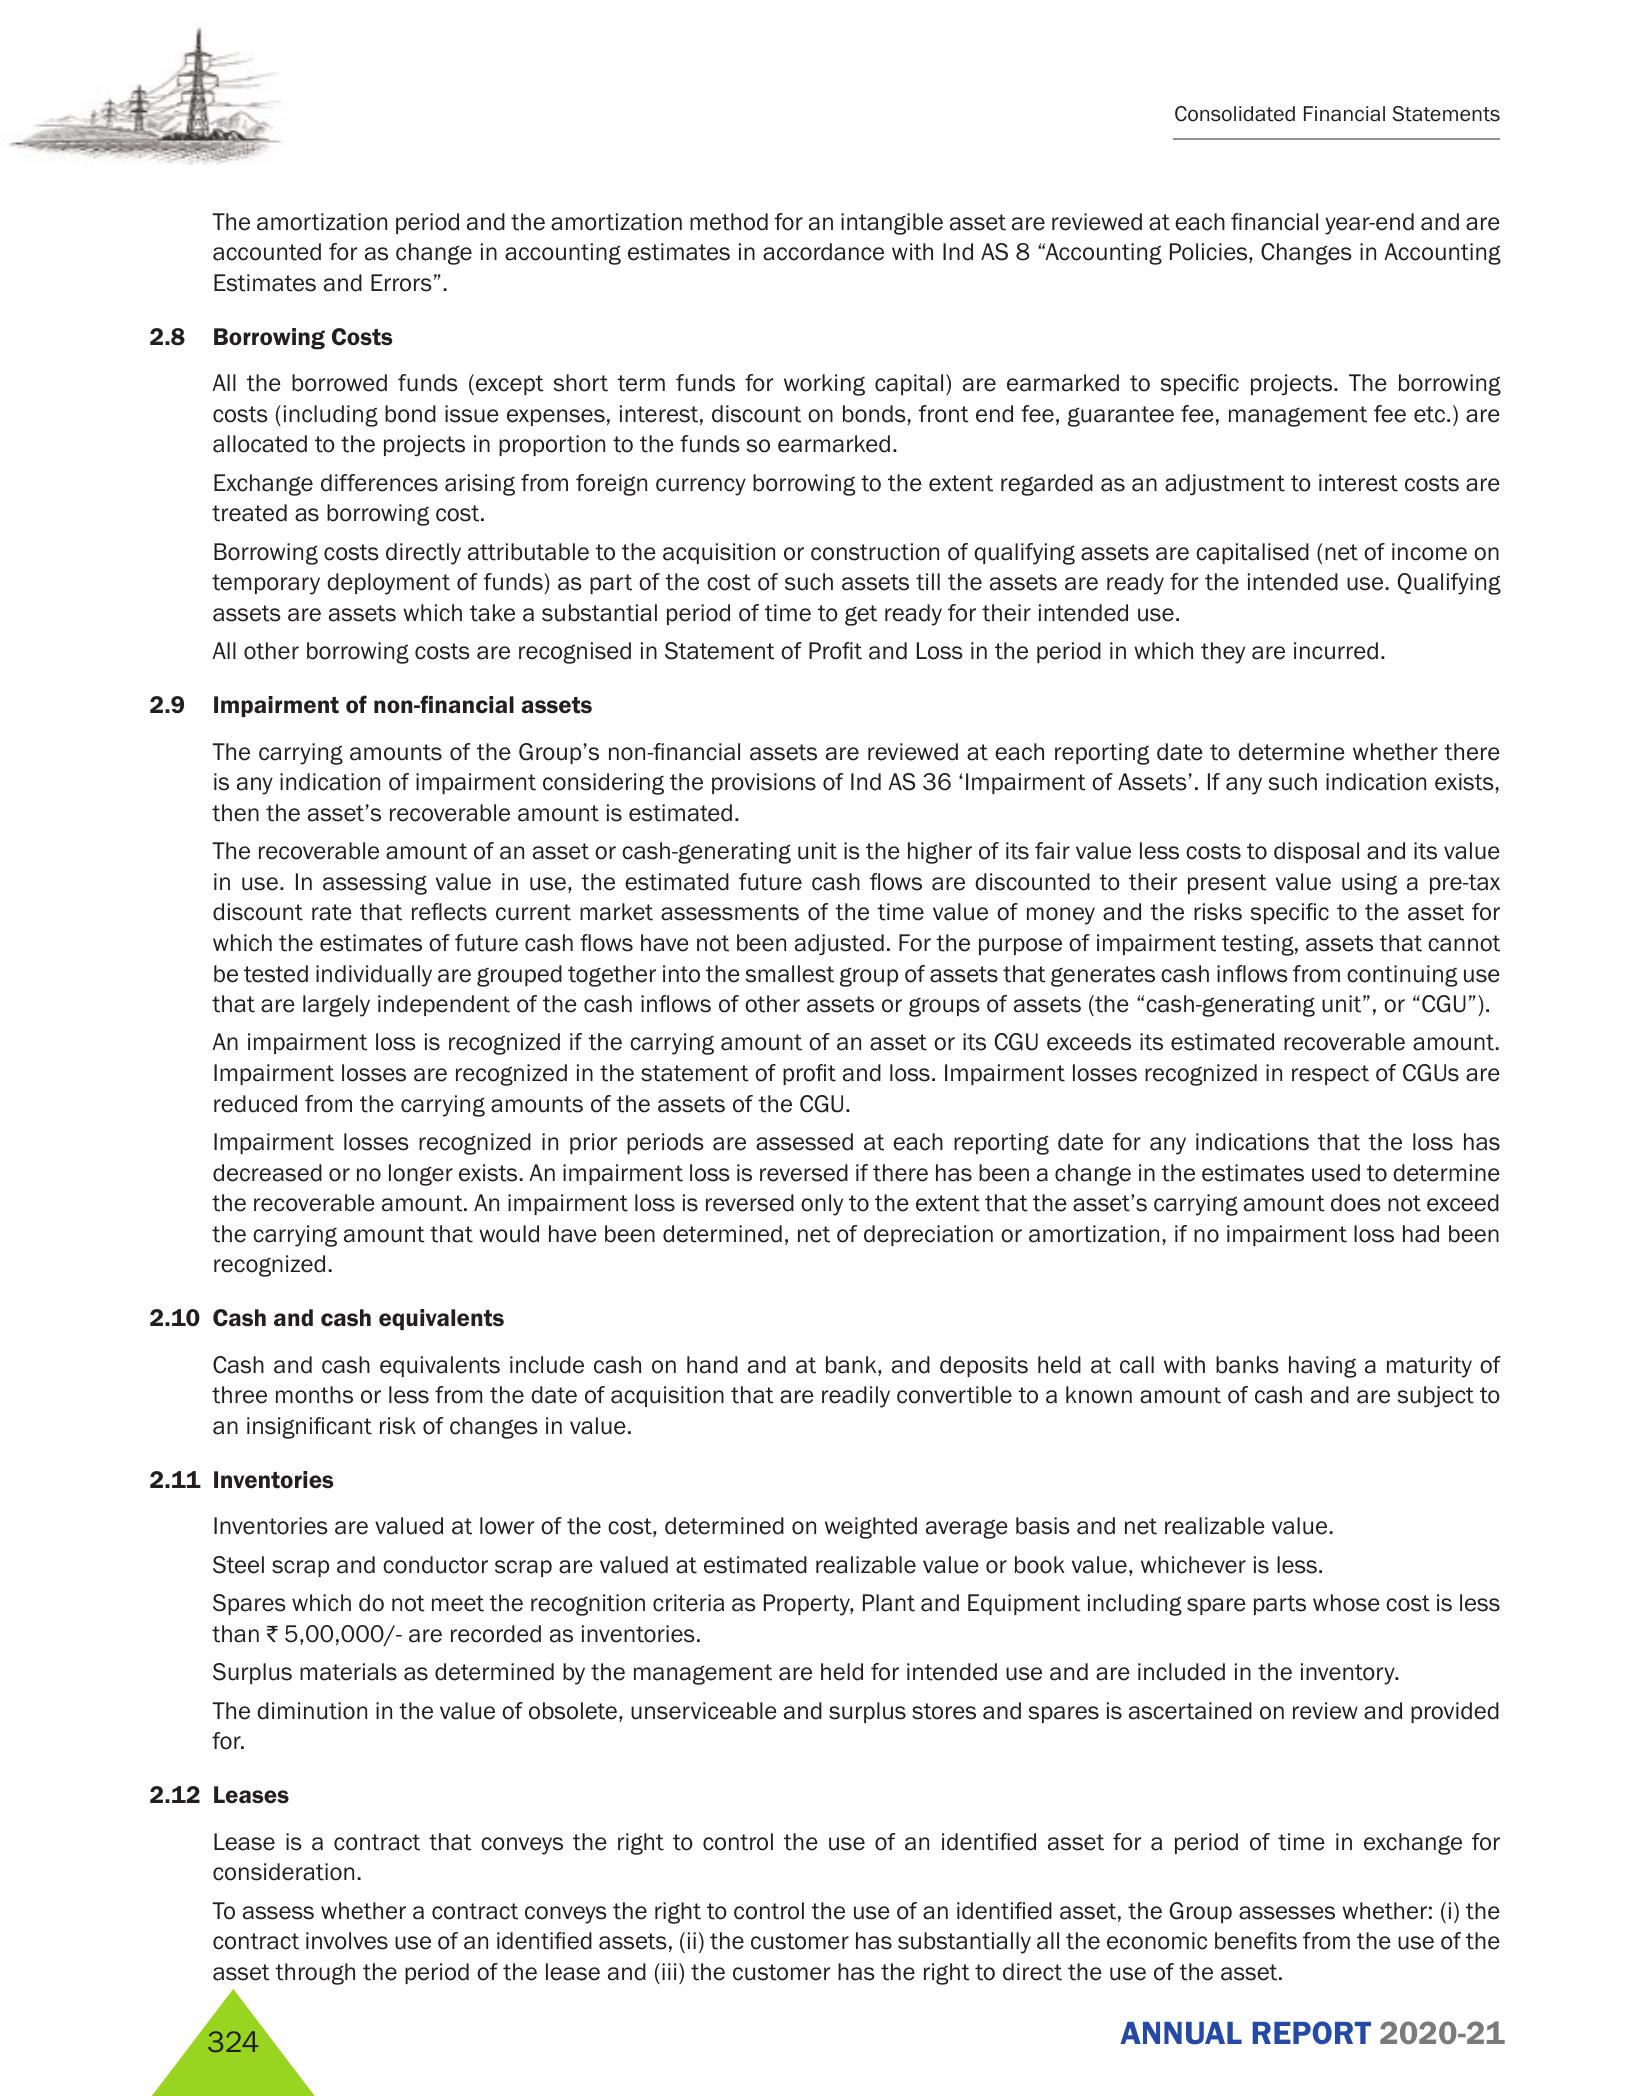 Consolidated Financial Statements
The amortization period and the amortization method for an intangible asset are reviewed at each financial year-end and are
accounted for as change in accounting estimates in accordance with Ind AS 8 “Accounting Policies, Changes in Accounting
Estimates and Errors”.
2.8 Borrowing Costs
All the borrowed funds (except short term funds for working capital) are earmarked to specific projects. The borrowing
costs (including bond issue expenses, interest, discount on bonds, front end fee, guarantee fee, management fee etc.) are
allocated to the projects in proportion to the funds so earmarked.
Exchange differences arising from foreign currency borrowing to the extent regarded as an adjustment to interest costs are
treated as borrowing cost.
Borrowing costs directly attributable to the acquisition or construction of qualifying assets are capitalised (net of income on
temporary deployment of funds) as part of the cost of such assets till the assets are ready for the intended use. Qualifying
assets are assets which take a substantial period of time to get ready for their intended use.
All other borrowing costs are recognised in Statement of Profit and Loss in the period in which they are incurred.
2.9 Impairment of non-financial assets
The carrying amounts of the Group’s non-financial assets are reviewed at each reporting date to determine whether there
is any indication of impairment considering the provisions of Ind AS 36 ‘Impairment of Assets’. If any such indication exists,
then the asset’s recoverable amount is estimated.
The recoverable amount of an asset or cash-generating unit is the higher of its fair value less costs to disposal and its value
in use. In assessing value in use, the estimated future cash flows are discounted to their present value using a pre-tax
discount rate that reflects current market assessments of the time value of money and the risks specific to the asset for
which the estimates of future cash flows have not been adjusted. For the purpose of impairment testing, assets that cannot
be tested individually are grouped together into the smallest group of assets that generates cash inflows from continuing use
that are largely independent of the cash inflows of other assets or groups of assets (the “cash-generating unit”, or “CGU”).
An impairment loss is recognized if the carrying amount of an asset or its CGU exceeds its estimated recoverable amount.
Impairment losses are recognized in the statement of profit and loss. Impairment losses recognized in respect of CGUs are
reduced from the carrying amounts of the assets of the CGU.
Impairment losses recognized in prior periods are assessed at each reporting date for any indications that the loss has
decreased or no longer exists. An impairment loss is reversed if there has been a change in the estimates used to determine
the recoverable amount. An impairment loss is reversed only to the extent that the asset’s carrying amount does not exceed
the carrying amount that would have been determined, net of depreciation or amortization, if no impairment loss had been
recognized.
2.10 Cash and cash equivalents
Cash and cash equivalents include cash on hand and at bank, and deposits held at call with banks having a maturity of
three months or less from the date of acquisition that are readily convertible to a known amount of cash and are subject to
an insignificant risk of changes in value.
2.11 Inventories
Inventories are valued at lower of the cost, determined on weighted average basis and net realizable value.
Steel scrap and conductor scrap are valued at estimated realizable value or book value, whichever is less.
Spares which do not meet the recognition criteria as Property, Plant and Equipment including spare parts whose cost is less
than ₹ 5,00,000/- are recorded as inventories.
Surplus materials as determined by the management are held for intended use and are included in the inventory.
The diminution in the value of obsolete, unserviceable and surplus stores and spares is ascertained on review and provided
for.
2.12 Leases
Lease is a contract that conveys the right to control the use of an identified asset for a period of time in exchange for
consideration.
To assess whether a contract conveys the right to control the use of an identified asset, the Group assesses whether: (i) the
contract involves use of an identified assets, (ii) the customer has substantially all the economic benefits from the use of the
asset through the period of the lease and (iii) the customer has the right to direct the use of the asset.
324
ANNUAL REPORT 2020-21